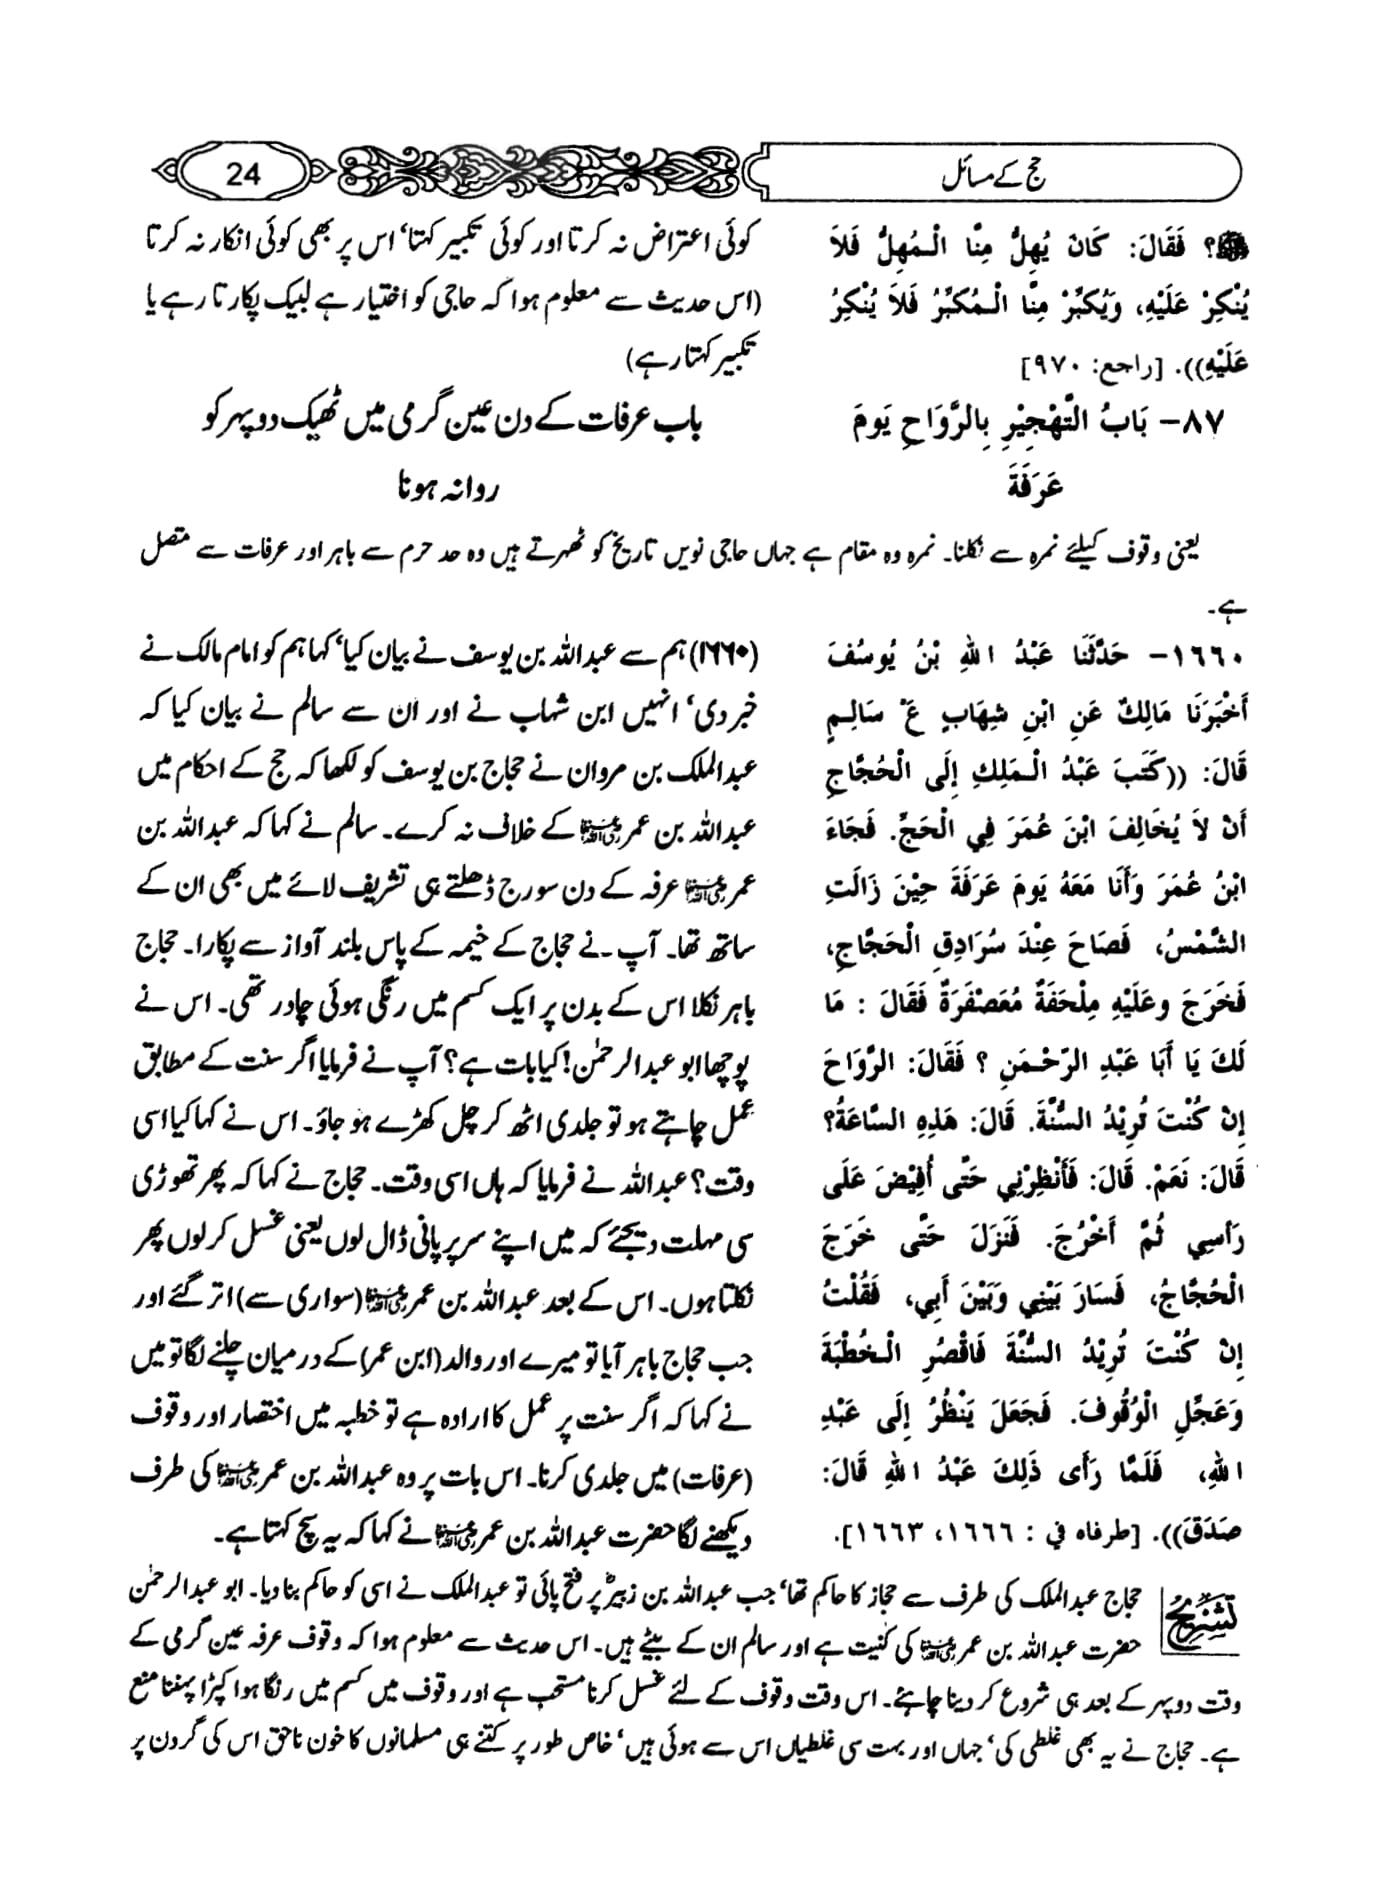 حج کے مسائل
24
ﷺ؟ فَقَالَ: كَانَ يُهِلُّ مِنَّا الْـمُهِلُّ فَلاَ
يُنْكِرْ عَلَيْهِ، وَيُكَبِّرُ مِنَّا الْـمُكَبِّرُ فَلاَ يُنْكِرُ
عَلَيْهِ)). [راجع: ٩٧٠]
کوئی اعتراض نہ کرتا اور کوئی تکبیر کہتا‘ اس پر بھی کوئی انکار نہ کرتا
(اس حدیث سے معلوم ہوا کہ حاجی کو اختیار ہے لبیک پکارتا رہے یا
تکبیر کہتا رہے)
٨٧- بَابُ التَّهْجِيْرِ بِالرَّوَاحِ يَومَ
عَرَفَةَ
باب عرفات کے دن عین گرمی میں ٹھیک دوپہر کو
روانہ ہونا
یعنی وقوف کیلئے نمرہ سے نکلنا۔ نمرہ وہ مقام ہے جہاں حاجی نویں تاریخ کو ٹھہرتے ہیں وہ حد حرم سے باہر اور عرفات سے متصل
ہے۔
١٦٦٠- حَدَّثَنَا عَبْدُ اللهِ بْنُ يُوسُفَ
أَخْبَرَنَا مَالِكٌ عَنِ ابْنِ شِهَابٍ عَ سَالِـمٍ
قَالَ: ((كَتَبَ عَبْدُ الْـمَلِكِ إِلَى الْحُجَّاجِ
أَنْ لاَ يُخَالِفَ ابْنَ عُمَرَ فِي الْحَجِّ. فَجَاءَ
ابْنُ عُمَرَ وَأَنَا مَعَهُ يَومَ عَرَفَةَ حِيْنَ زَالَتِ
الشَّمْسُ، فَصَاحَ عِنْدَ سُرَادِقِ الْحَجَّاجِ،
فَخَرَجَ وعَلَيْهِ مِلْحَفَةٌ مُعَصْفَرَةٌ فَقَالَ : مَا
لَكَ يَا أَبَا عَبْدِ الرَّحْـمَنِ ؟ فَقَالَ: الرَّوَاحَ
إِنْ كُنْتَ تُرِيْدُ السُّنَّةَ. قَالَ: هَذِهِ السَّاعَةُ؟
قَالَ: نَعَمْ. قَالَ: فَأَنْظِرْنِي حَتَّى أُفِيْضَ عَلَى
رَأسِي ثُمَّ أَخْرُجَ. فَنَزَلَ حَتَّى خَرَجَ
الْحُجَّاجُ، فَسَارَ بَيْنِي وَبَيْنَ أَبِي، فَقُلْتُ
إِنْ كُنْتَ تُرِيْدُ السُّنَّةَ فَاقْصُرِ الْـخُطْبَةَ
وَعَجِّلِ الْوُقُوفَ. فَجَعَلَ يَنْظُرُ إِلَى عَبْدِ
اللهِ، فَلَمَّا رَأَى ذَلِكَ عَبْدُ اللهِ قَالَ:
صَدَقَ)). [طرفاه في : ١٦٦٦، ١٦٦٣].
(۱۶۶۰) ہم سے عبداللہ بن یوسف نے بیان کیا‘ کہا ہم کو امام مالک نے
خبر دی‘ انہیں ابن شہاب نے اور ان سے سالم نے بیان کیا کہ
عبدالملک بن مروان نے حجاج بن یوسف کو لکھا کہ حج کے احکام میں
عبداللہ بن عمر رضی اللہ عنہما کے خلاف نہ کرے۔ سالم نے کہا کہ عبداللہ بن
عمر رضی اللہ عنہما عرفہ کے دن سورج ڈھلتے ہی تشریف لائے میں بھی ان کے
ساتھ تھا۔ آپ نے حجاج کے خیمہ کے پاس بلند آواز سے پکارا۔ حجاج
باہر نکلا اس کے بدن پر ایک کسم میں رنگی ہوئی چادر تھی۔ اس نے
پوچھا ابو عبدالرحمٰن! کیا بات ہے؟ آپ نے فرمایا اگر سنت کے مطابق
عمل چاہتے ہو تو جلدی اٹھ کر چل کھڑے ہو جاؤ۔ اس نے کہا کیا اسی
وقت؟ عبداللہ نے فرمایا کہ ہاں اسی وقت۔ حجاج نے کہا کہ پھر تھوڑی
سی مہلت دیجئے کہ میں اپنے سر پر پانی ڈال لوں یعنی غسل کر لوں پھر
نکلتا ہوں۔ اس کے بعد عبداللہ بن عمر رضی اللہ عنہما (سواری سے) اتر گئے اور
جب حجاج باہر آیا تو میرے اور والد (ابن عمر) کے درمیان چلنے لگا تو میں
نے کہا کہ اگر سنت پر عمل کا ارادہ ہے تو خطبہ میں اختصار اور وقوف
(عرفات) میں جلدی کرنا۔ اس بات پر وہ عبداللہ بن عمر رضی اللہ عنہما کی طرف
دیکھنے لگا حضرت عبداللہ بن عمر رضی اللہ عنہما نے کہا کہ یہ سچ کہتا ہے۔
تشریح
حجاج عبدالملک کی طرف سے حجاز کا حاکم تھا‘ جب عبداللہ بن زبیرؓ پر فتح پائی تو عبدالملک نے اسی کو حاکم بنا دیا۔ ابو عبدالرحمٰن
حضرت عبداللہ بن عمر رضی اللہ عنہما کی کنیت ہے اور سالم ان کے بیٹے ہیں۔ اس حدیث سے معلوم ہوا کہ وقوف عرفہ عین گرمی کے
وقت دوپہر کے بعد ہی شروع کر دینا چاہئے۔ اس وقت وقوف کے لئے غسل کرنا مستحب ہے اور وقوف میں کسم میں رنگا ہوا کپڑا پہننا منع
ہے۔ حجاج نے یہ بھی غلطی کی‘ جہاں اور بہت سی غلطیاں اس سے ہوئی ہیں‘ خاص طور پر کتنے ہی مسلمانوں کا خون ناحق اس کی گردن پر